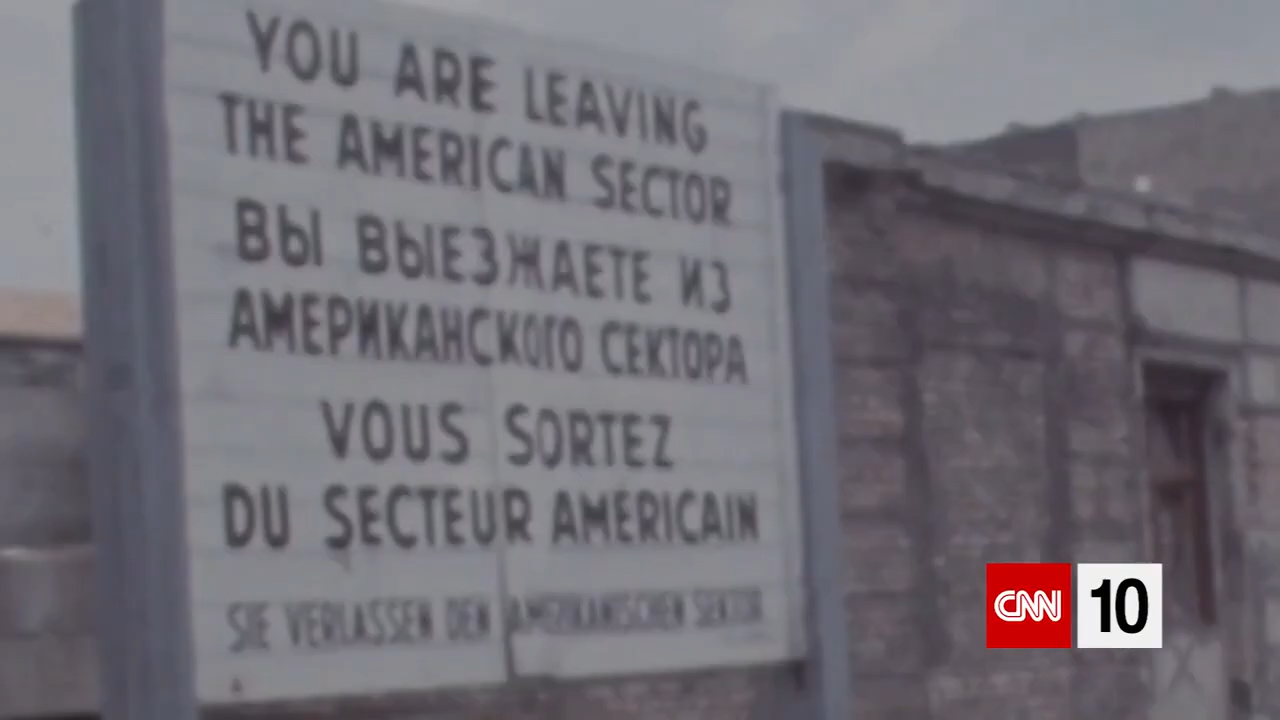 YOU ARE LEAVING
THE AMERICAN SECTOR
ВЫ ВЫЕЗЖАЕТЕ ИЗ
АМЕРИКАНСКОГО СЕКТОРА
VOUS SORTEZ
DU SECTEUR AMERICAIN
SIE VERLASSEN DEN AMERIKANISCHEN SEKTOR
CNN 10